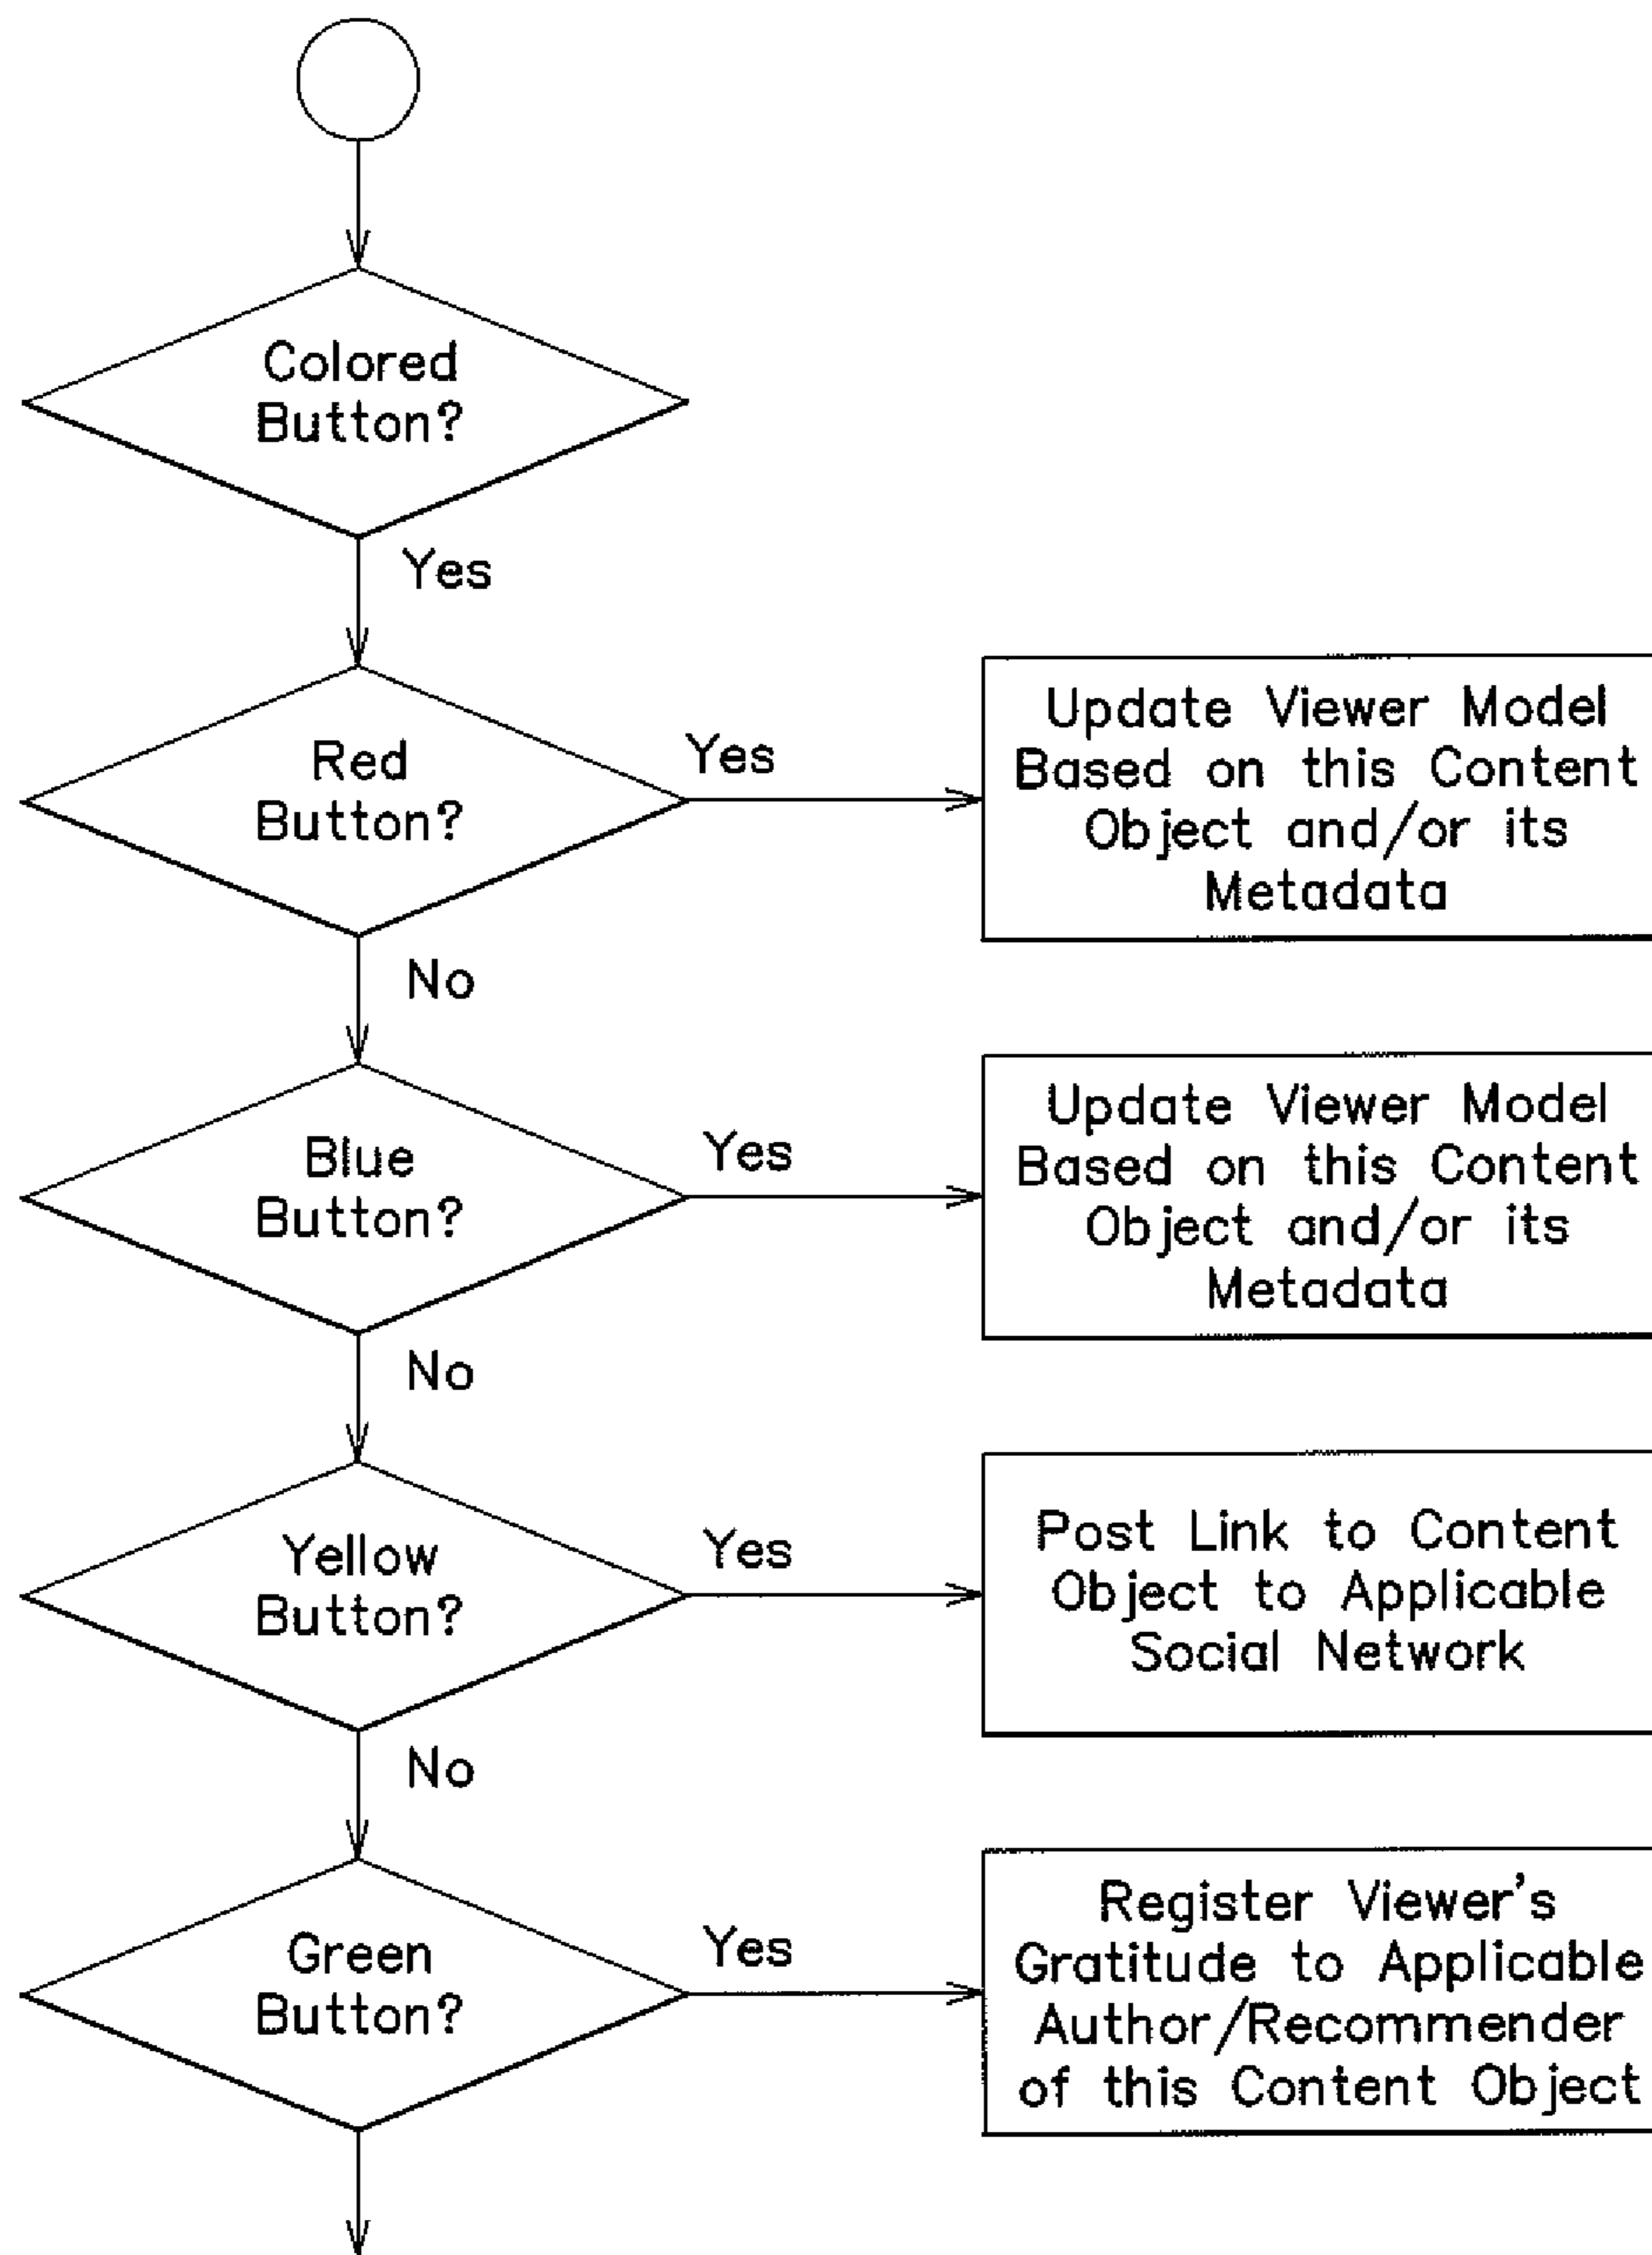 Colored
Button?
Yes
Red
Button?
Yes
Update Viewer Model
Based on this Content
Object and/or its
Metadata
No
Blue
Button?
Yes
Update Viewer Model
Based on this Content
Object and/or its
Metadata
No
Yellow
Button?
Yes
Post Link to Content
Object to Applicable
Social Network
No
Green
Button?
Yes
Register Viewer's
Gratitude to Applicable
Author/Recommender
of this Content Object